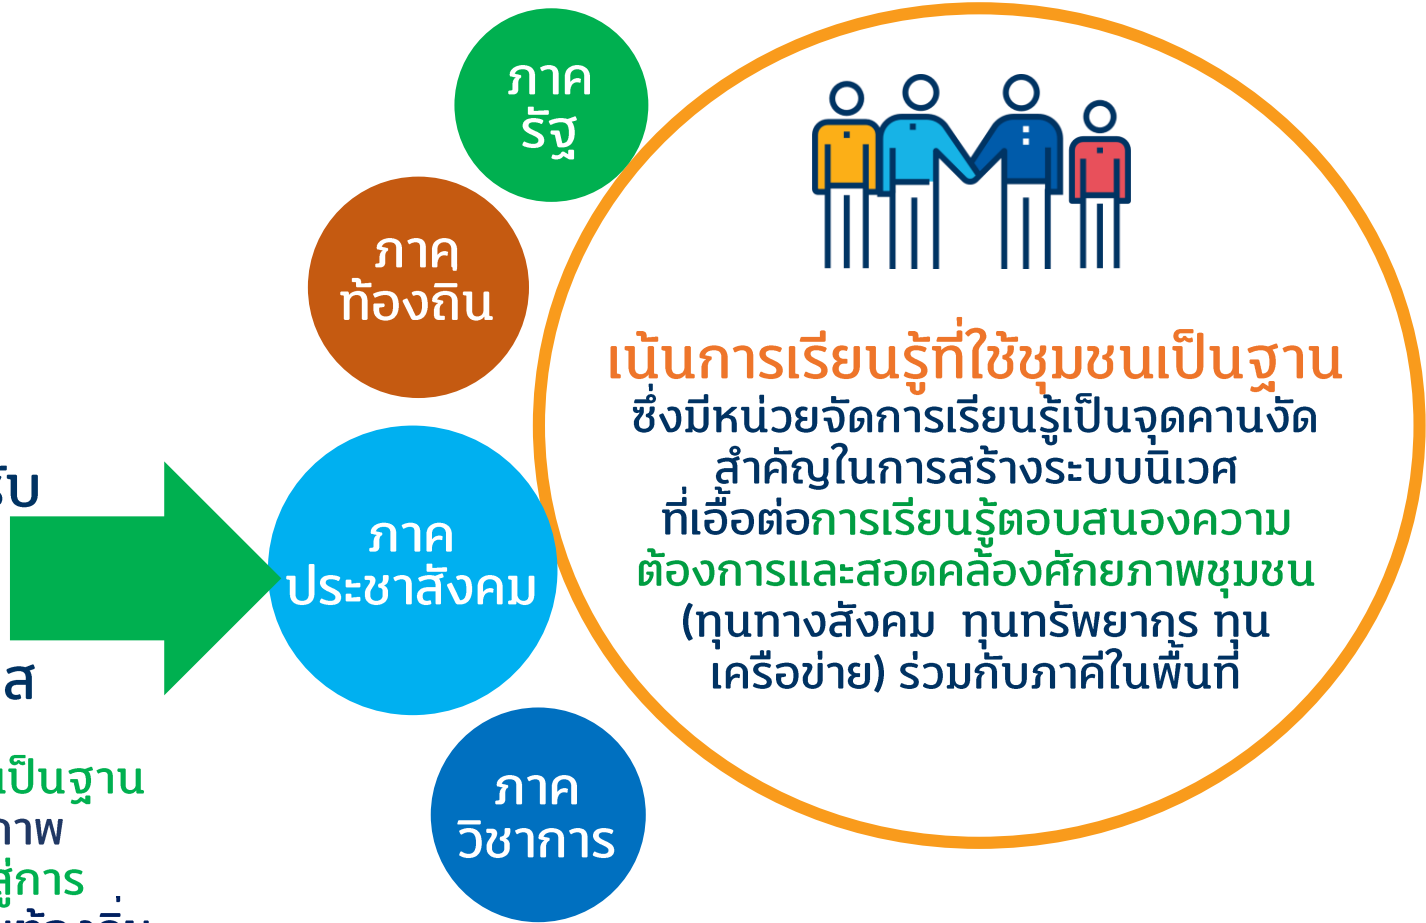 ภาค
รัฐ
ภาค
ท้องถิน
ภาค
ประชาสังคม
ภาค
วิชาการ
เน้นการเรียนรู้ที่ใช้ชุมชนเป็นฐาน
ซึ่งมีหน่วยจัดการเรียนรู้เป็นจุดคานงัด
สำคัญในการสร้างระบบนิเวศ
ที่เอื้อต่อการเรียนรู้ตอบสนองความ
ต้องการและสอดคล้องศักยภาพชุมชน
(ทุนทางสังคม ทุนทรัพยากร ทุน
เครือข่าย) ร่วมกับภาคีในพื้นที่
เป็นฐาน
สู่การ